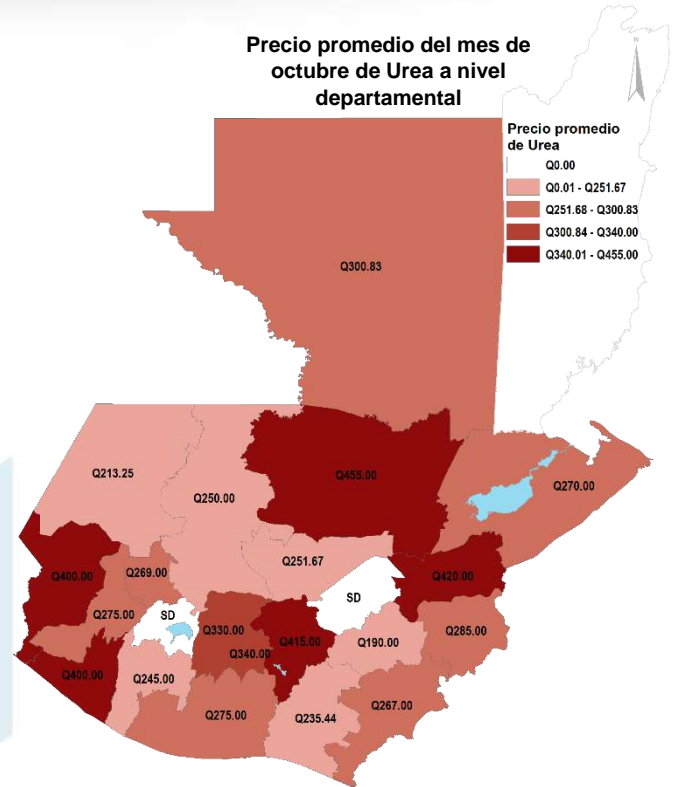 Precio promedio del mes de
octubre de Urea a nivel
departamental
N
Precio promedio
de Urea
Q0.00
Q0.01 - Q251.67
Q251.68 - Q300.83
Q300.84 - Q340.00
Q340.01 - Q455.00
Q300.83
Q213.25
Q250.00
Q455.00
Q270.00
Q251.67
Q400.00
Q269.00
Q420.00
SD
Q275.00
SD
Q330.00
Q415.00
Q190.00
Q285.00
Q340.00
Q400.00
Q245.00
Q275.00
Q235.44
Q267.00